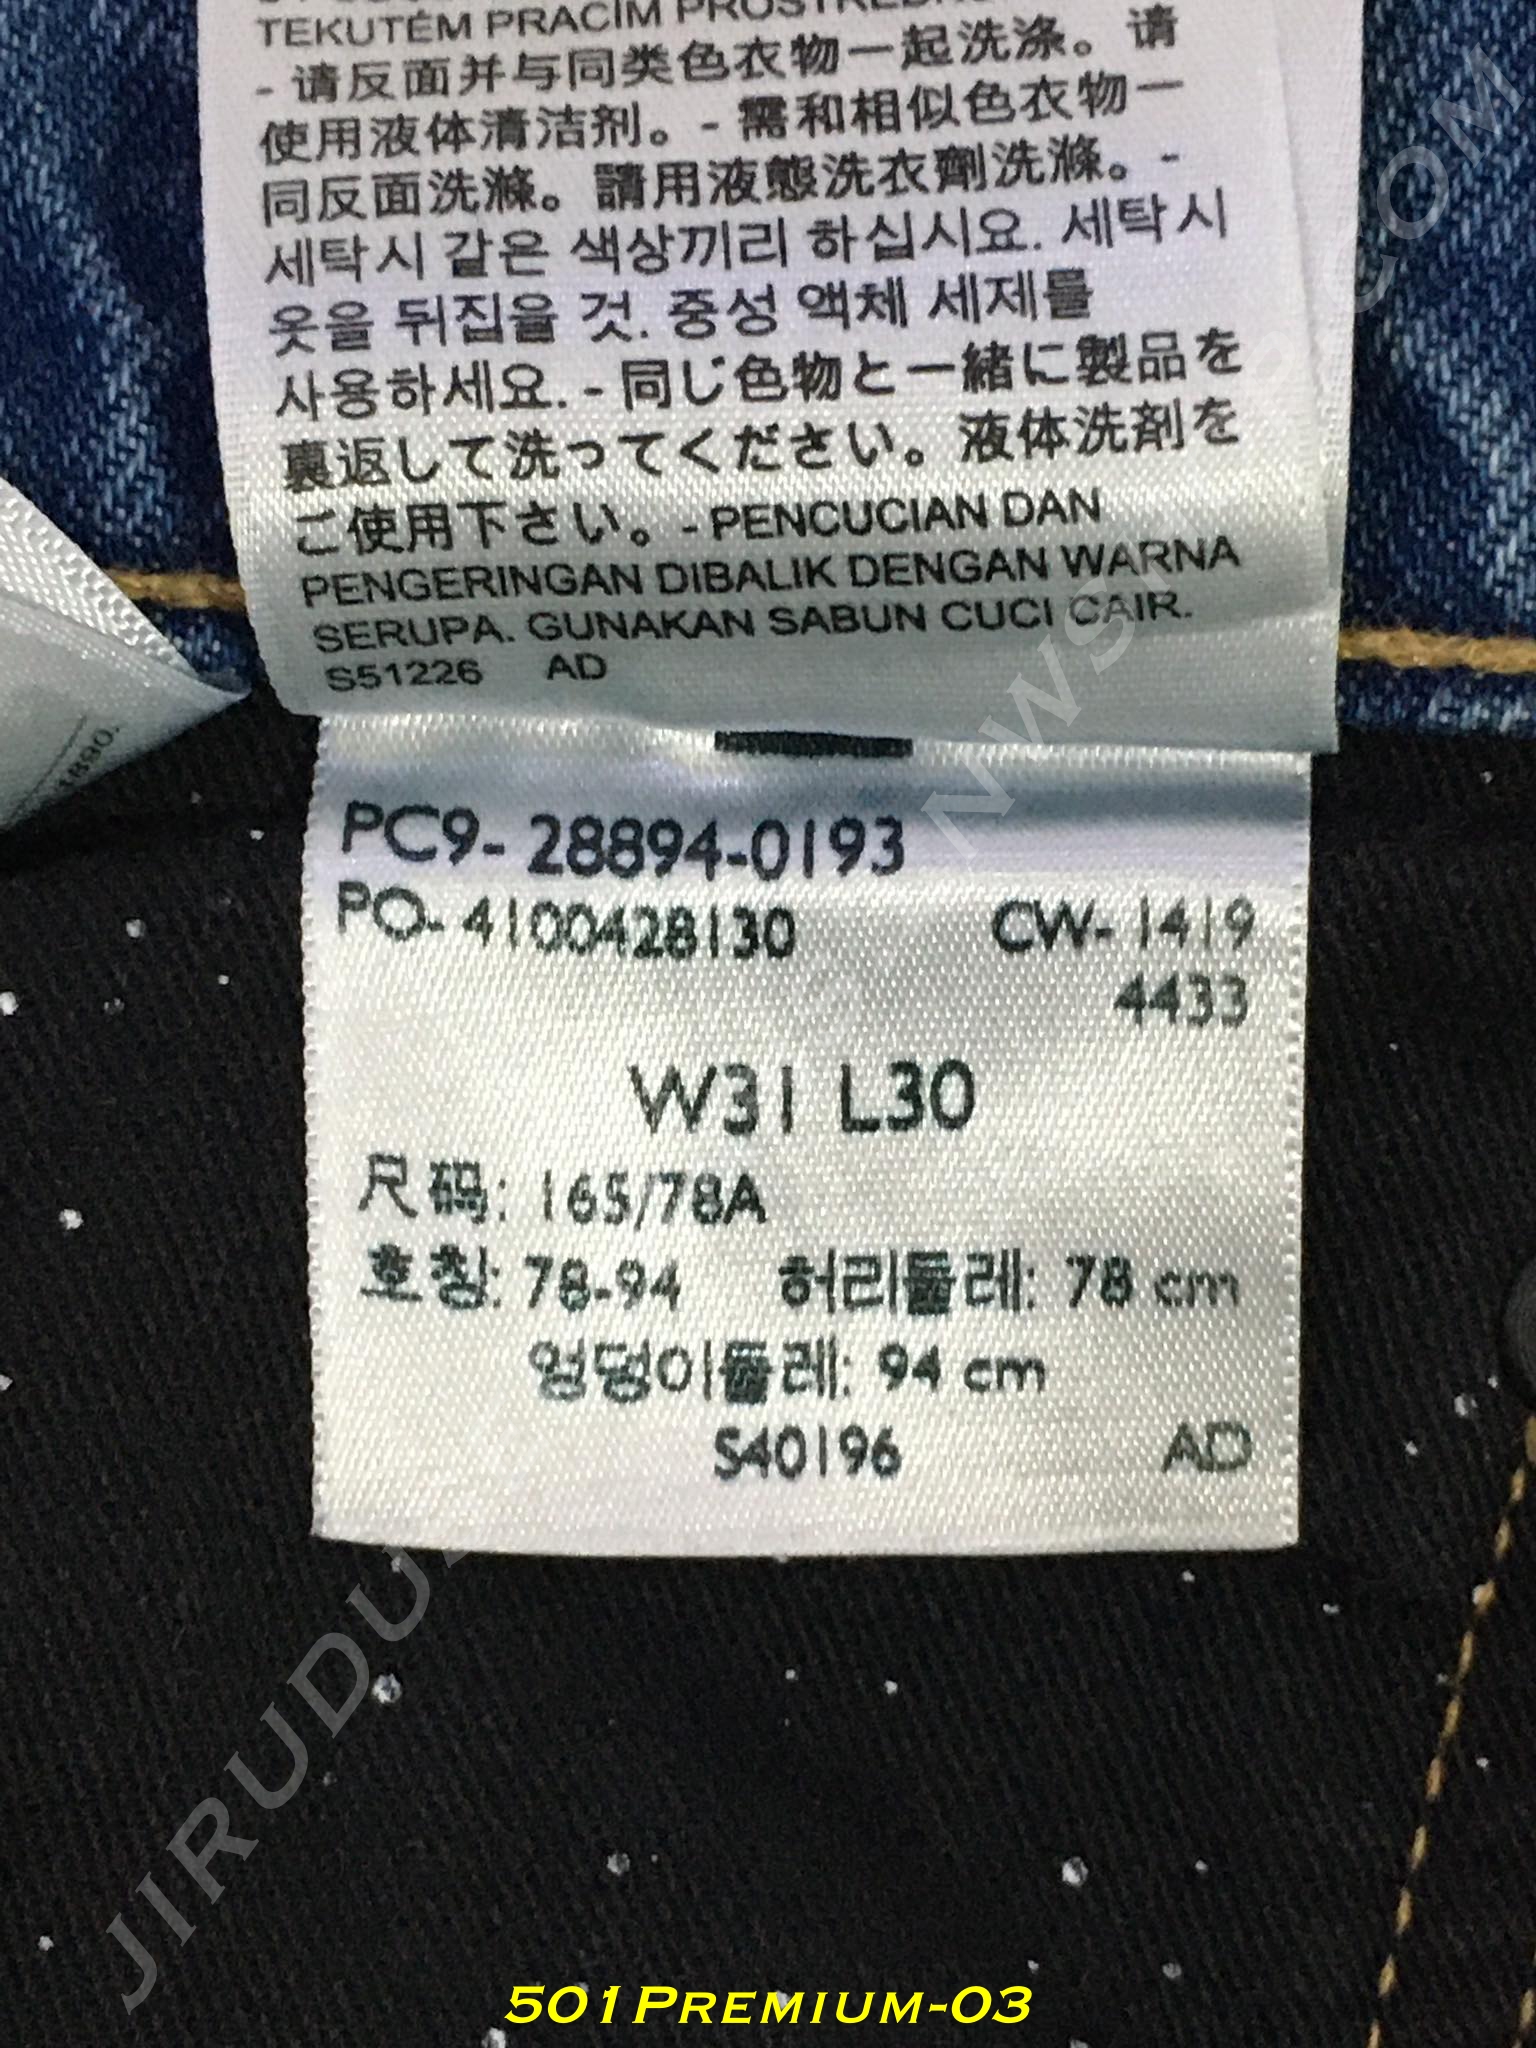 TEKUTÉM PRACÍM
- 请反面并与同类色衣物一起洗涤。请
使用液体清洁剂。- 需和相似色衣物一
同反面洗滌。請用液態洗衣劑洗滌。-
세탁시 같은 색상끼리 하십시요. 세탁시
옷을 뒤집을 것. 중성 액체 세제를
사용하세요. - 同じ色物と一緒に製品を
裏返して洗ってください。液体洗剤を
ご使用下さい。- PENCUCIAN DAN
PENGERINGAN DIBALIK DENGAN WARNA
SERUPA. GUNAKAN SABUN CUCI CAIR.
S51226 AD
1890.
PC9- 28894-0193
PO- 4100428130 CW- 1419
4433
W31 L30
尺码: 165/78A
호칭: 78-94 허리둘레: 78 cm
엉덩이둘레: 94 cm
S40196 AD
501 Premium-03